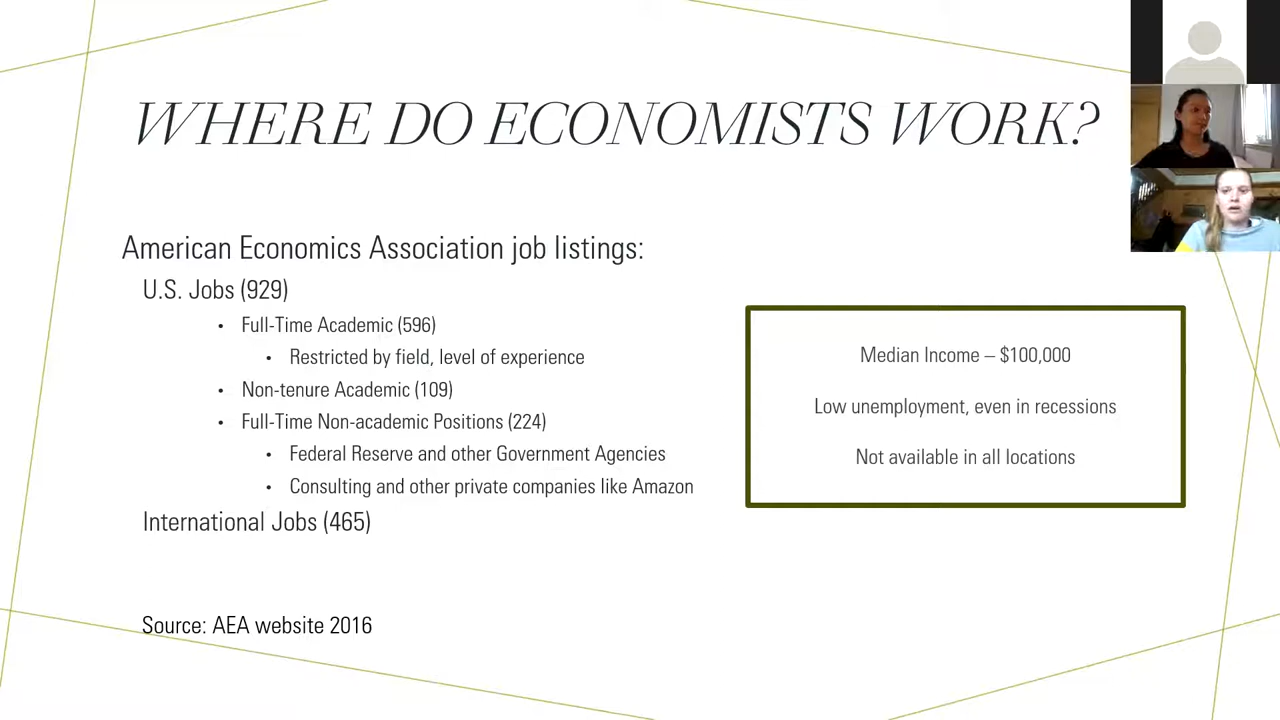 WHERE DO ECONOMISTS WORK?
American Economics Association job listings:
U.S. Jobs (929)
• Full-Time Academic (596)
• Restricted by field, level of experience
• Non-tenure Academic (109)
• Full-Time Non-academic Positions (224)
• Federal Reserve and other Government Agencies
• Consulting and other private companies like Amazon
International Jobs (465)
Source: AEA website 2016
Median Income – $100,000
Low unemployment, even in recessions
Not available in all locations